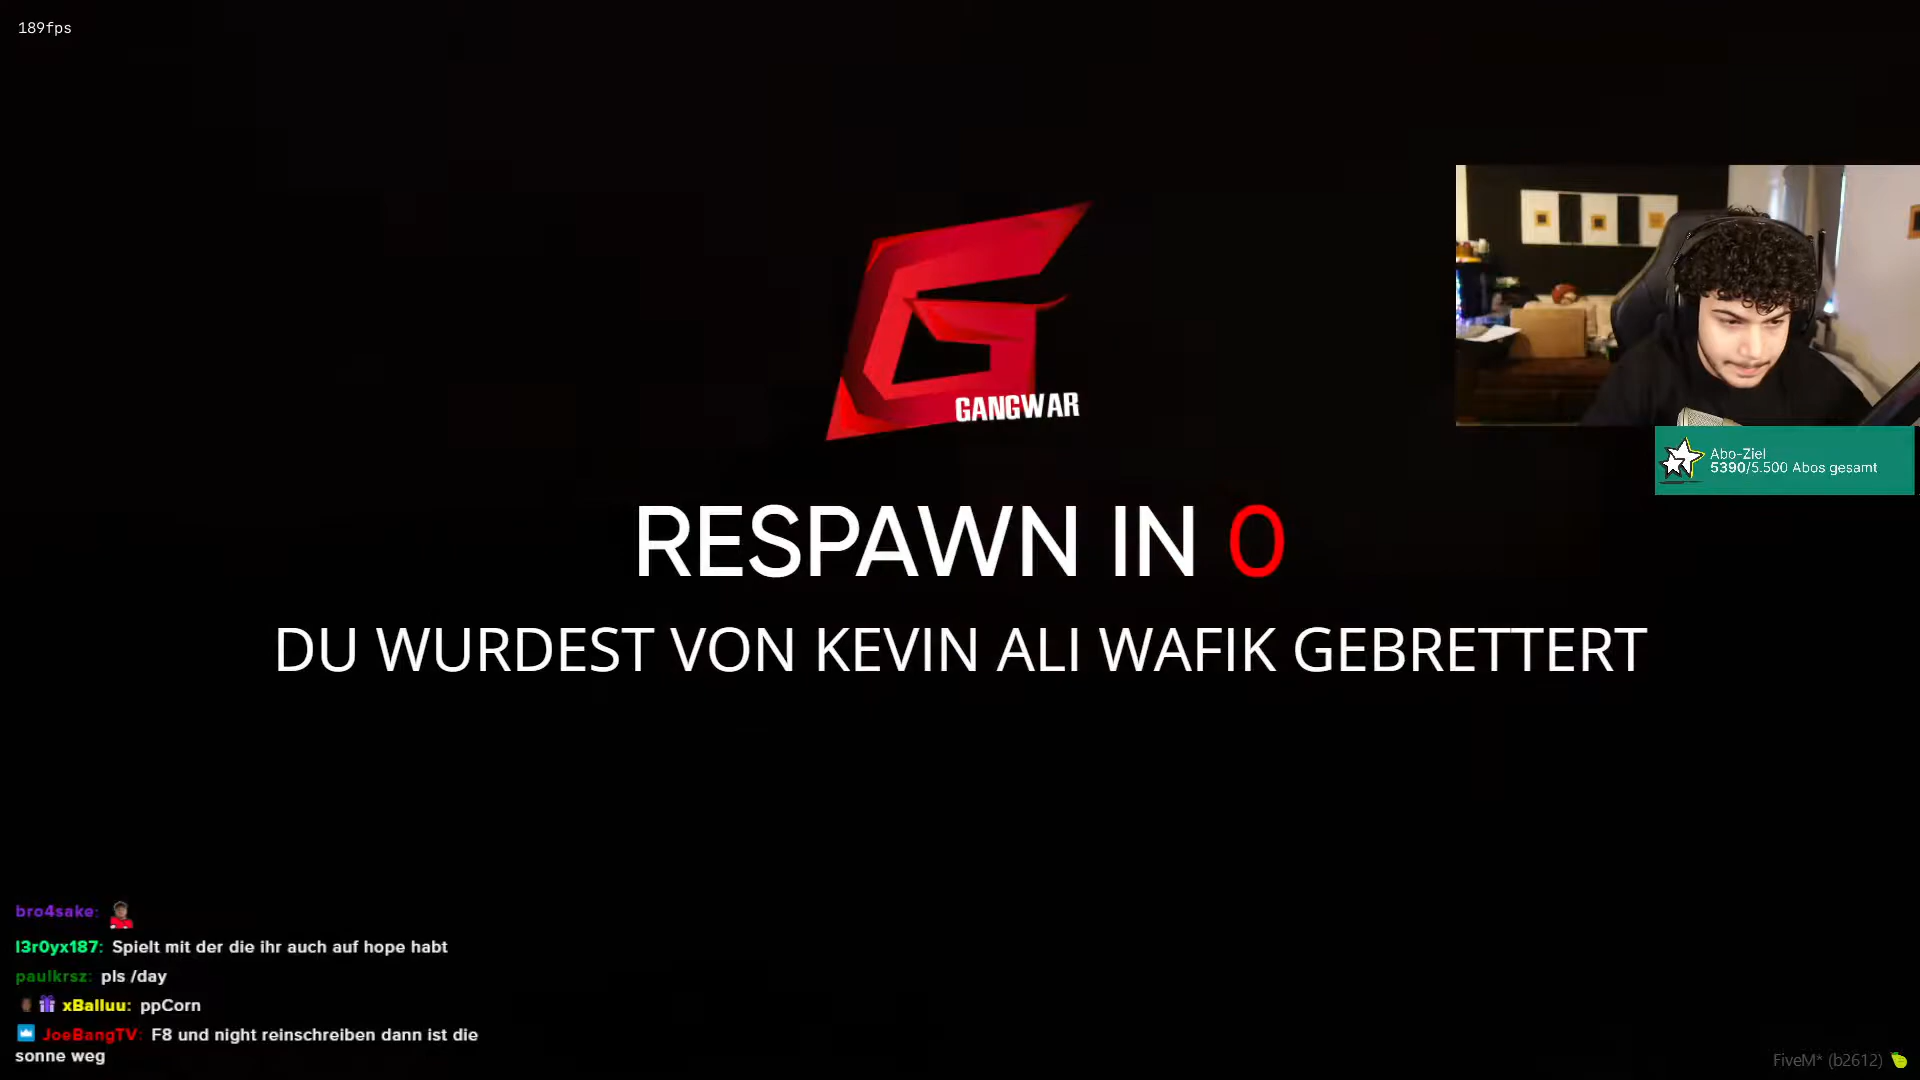 189fps
GANGWAR
Abo-Ziel
5390/5.500 Abos gesamt
RESPAWN IN 0
DU WURDEST VON KEVIN ALI WAFIK GEBRETTERT
bro4sake:
l3r0yx187: Spielt mit der die ihr auch auf hope habt
paulkrsz: pls /day
xBalluu: ppCorn
JoeBangTV: F8 und night reinschreiben dann ist die
sonne weg
FiveM* (b2612)